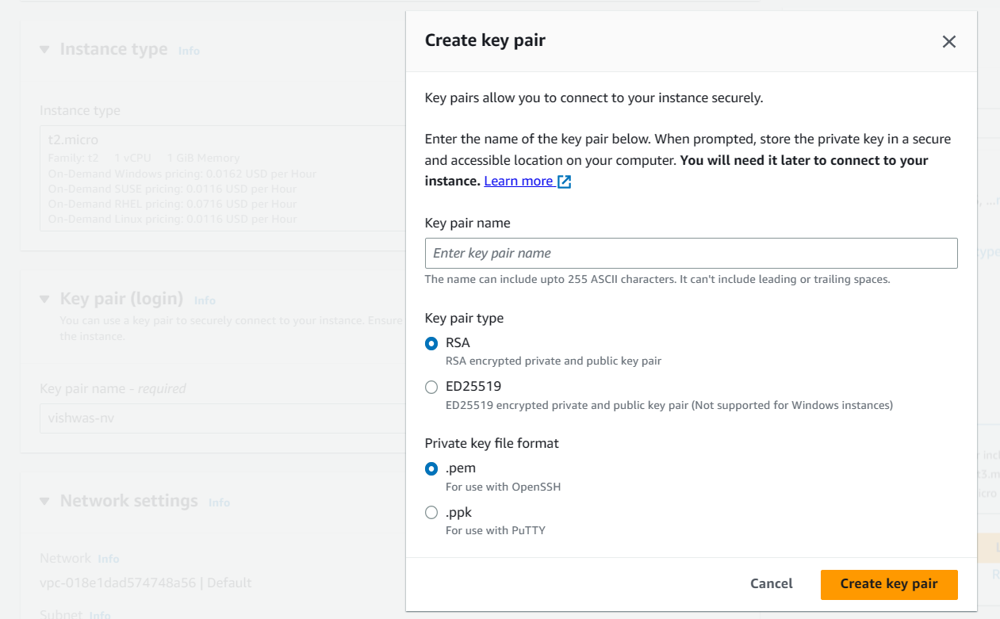 Instance type Info
Instance type
t2.micro
Family: t2 1 vCPU 1 GiB Memory
On-Demand Windows pricing: 0.0162 USD per Hour
On-Demand SUSE pricing: 0.0116 USD per Hour
On-Demand RHEL pricing: 0.0716 USD per Hour
On-Demand Linux pricing: 0.0116 USD per Hour
Key pair (login) Info
You can use a key pair to securely connect to your instance. Ensure
the instance.
Key pair name - required
vishwas-nv
Network settings Info
Network Info
vpc-018e1dad574748a56 | Default
Subnet Info
Create key pair
Key pairs allow you to connect to your instance securely.
Enter the name of the key pair below. When prompted, store the private key in a secure
and accessible location on your computer. You will need it later to connect to your
instance. Learn more
Key pair name
Enter key pair name
The name can include upto 255 ASCII characters. It can't include leading or trailing spaces.
Key pair type
RSA
RSA encrypted private and public key pair
ED25519
ED25519 encrypted private and public key pair (Not supported for Windows instances)
Private key file format
.pem
For use with OpenSSH
.ppk
For use with PuTTY
Cancel Create key pair